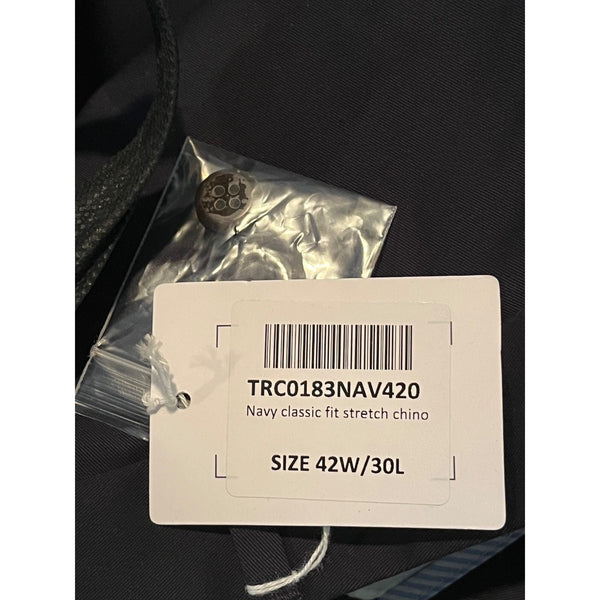 TRC0183NAV420
Navy classic fit stretch chino
SIZE 42W/30L